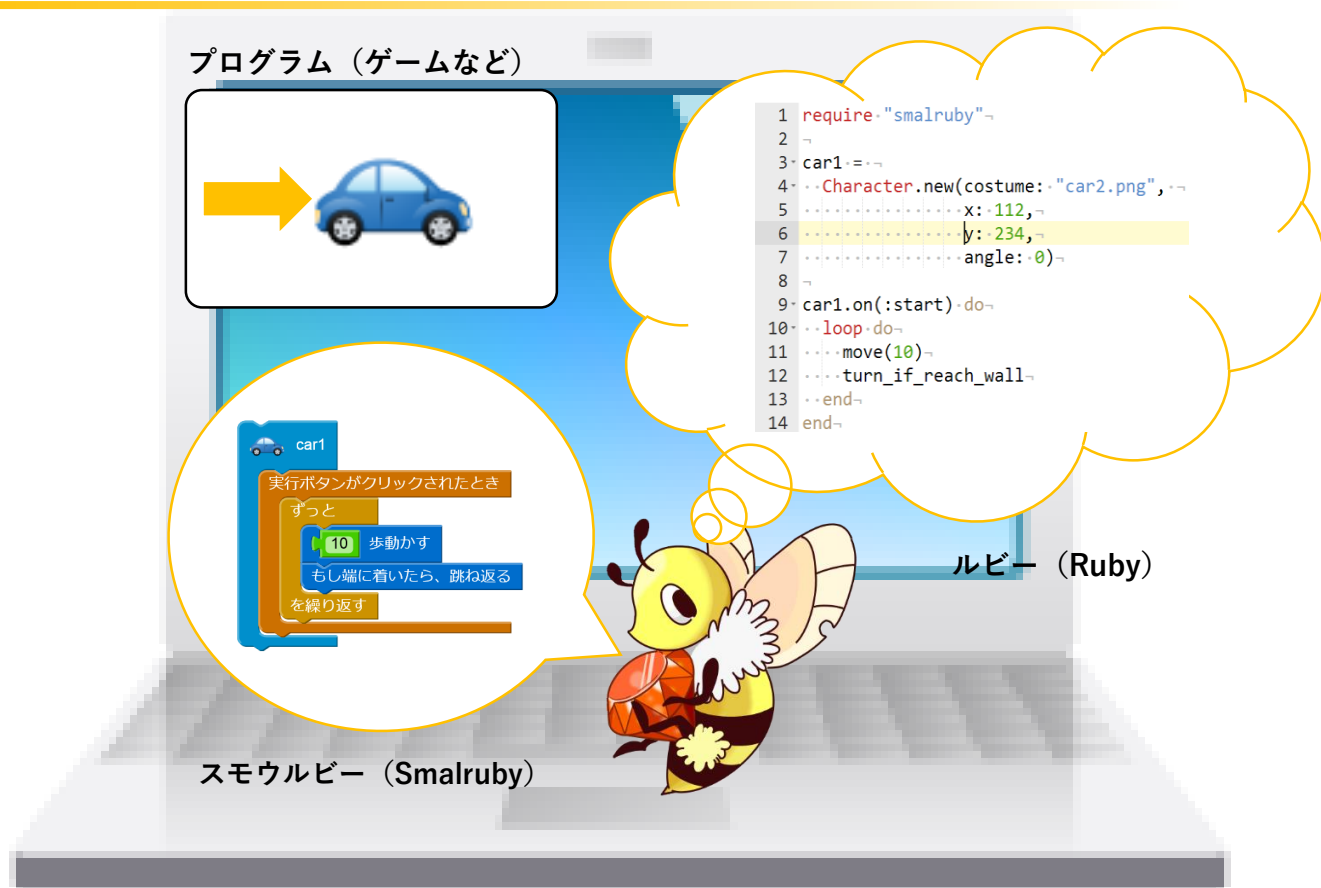 プログラム（ゲームなど）
1 require "smalruby"
2
3 car1 =
4   Character.new(costume: "car2.png",
5                 x: 112,
6                 y: 234,
7                 angle: 0)
8
9 car1.on(:start) do
10   loop do
11     move(10)
12     turn_if_reach_wall
13   end
14 end
ルビー（Ruby）
car1
実行ボタンがクリックされたとき
ずっと
10 歩動かす
もし端に着いたら、跳ね返る
を繰り返す
スモウルビー（Smalruby）